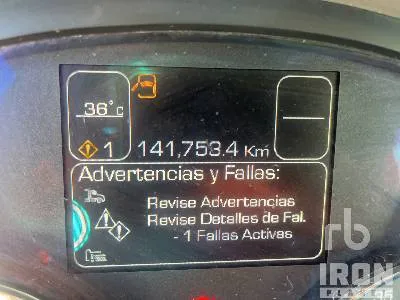 36°c
1 141,753.4 Km
Advertencias y Fallas:
Revise Advertencias
Revise Detalles de Fal.
- 1 Fallas Activas
rb
IRON